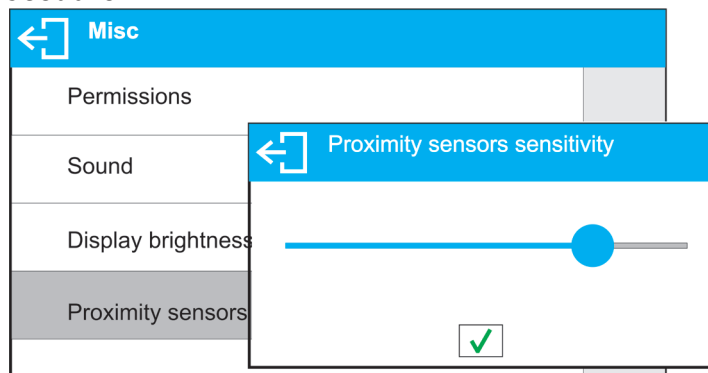 Misc
Permissions
Sound
Display brightness
Proximity sensors
Proximity sensors sensitivity